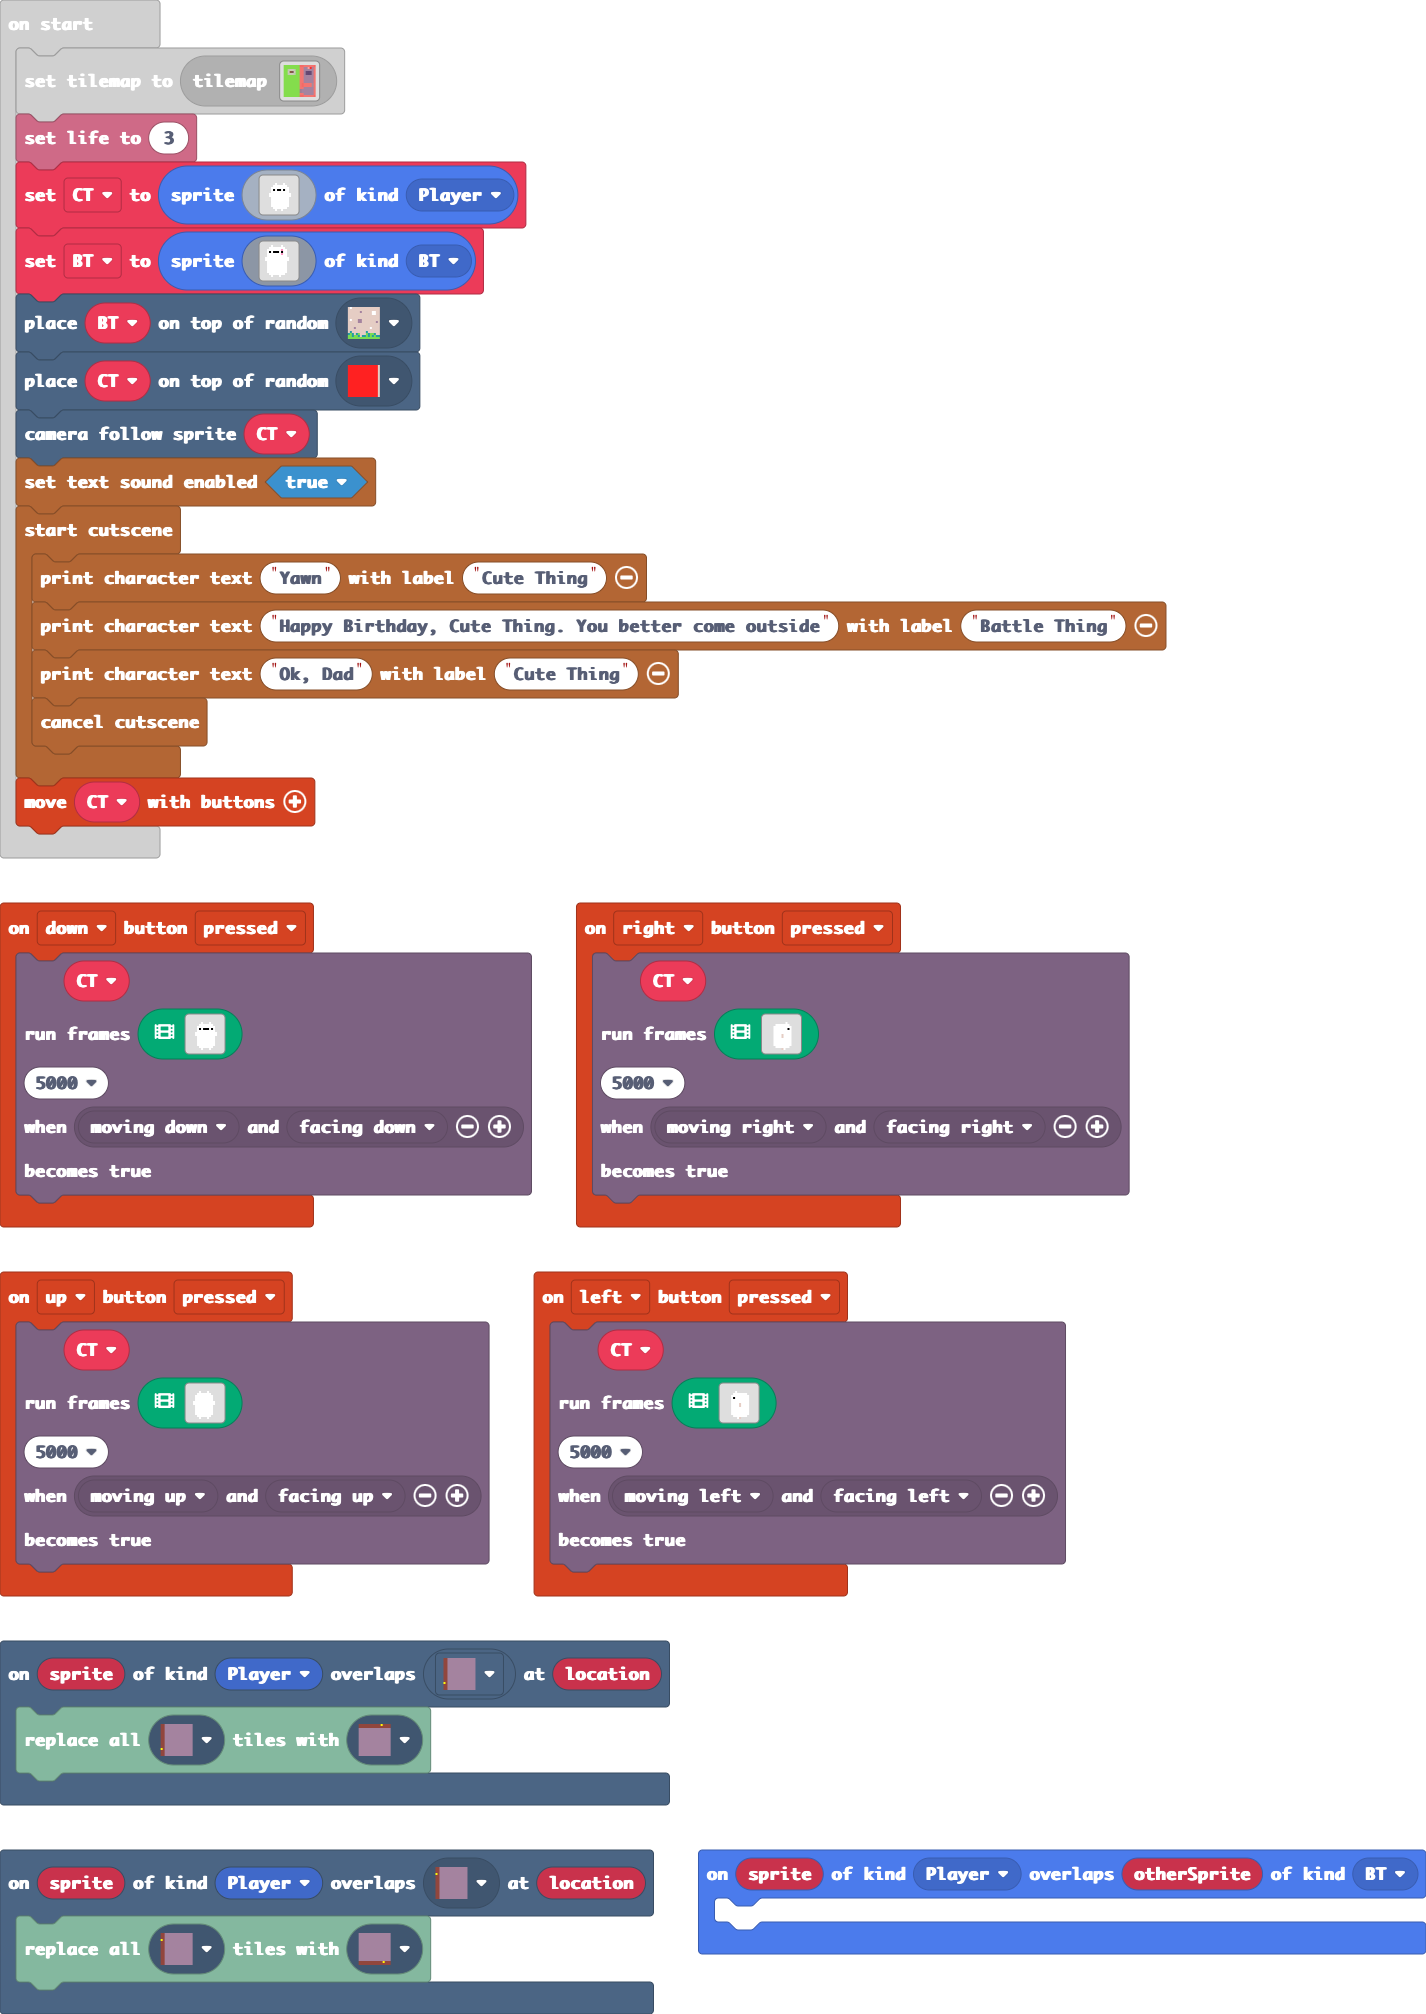 on start
set tilemap to tilemap
set life to 3
set CT to sprite of kind Player
set BT to sprite of kind BT
place BT on top of random
place CT on top of random
camera follow sprite CT
set text sound enabled true
start cutscene
print character text "Yawn" with label "Cute Thing"
print character text "Happy Birthday, Cute Thing. You better come outside" with label "Battle Thing"
print character text "Ok, Dad" with label "Cute Thing"
cancel cutscene
move CT with buttons
on down button pressed
CT
run frames
5000
when moving down and facing down
becomes true
on right button pressed
CT
run frames
5000
when moving right and facing right
becomes true
on up button pressed
CT
run frames
5000
when moving up and facing up
becomes true
on left button pressed
CT
run frames
5000
when moving left and facing left
becomes true
on sprite of kind Player overlaps at location
replace all tiles with
on sprite of kind Player overlaps at location
replace all tiles with
on sprite of kind Player overlaps otherSprite of kind BT